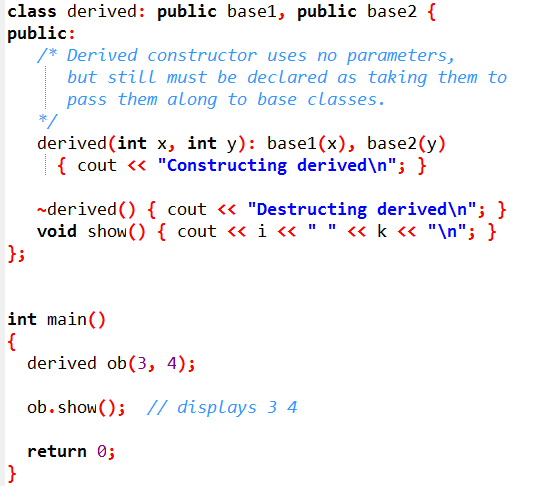 class derived: public base1, public base2 {
public:
/* Derived constructor uses no parameters,
but still must be declared as taking them to
pass them along to base classes.
*/
derived(int x, int y): base1(x), base2(y)
{ cout << "Constructing derived\n"; }
~derived() { cout << "Destructing derived\n"; }
void show() { cout << i << " " << k << "\n"; }
};
int main()
{
derived ob(3, 4);
ob.show();  // displays 3 4
return 0;
}